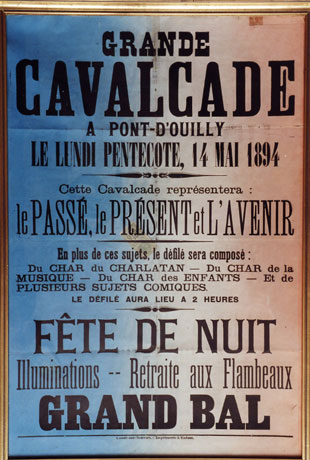 GRANDE
CAVALCADE
A PONT-D'OUILLY
LE LUNDI PENTECOTE, 14 MAI 1894
Cette Cavalcade représentera :
le PASSÉ, le PRÉSENT et L'AVENIR
En plus de ces sujets, le défilé sera composé :
DU CHAR DU CHARLATAN — DU CHAR DE LA
MUSIQUE — DU CHAR DES ENFANTS — ET DE
PLUSIEURS SUJETS COMIQUES.
LE DÉFILÉ AURA LIEU A 2 HEURES
FÊTE DE NUIT
Illuminations -- Retraite aux Flambeaux
GRAND BAL